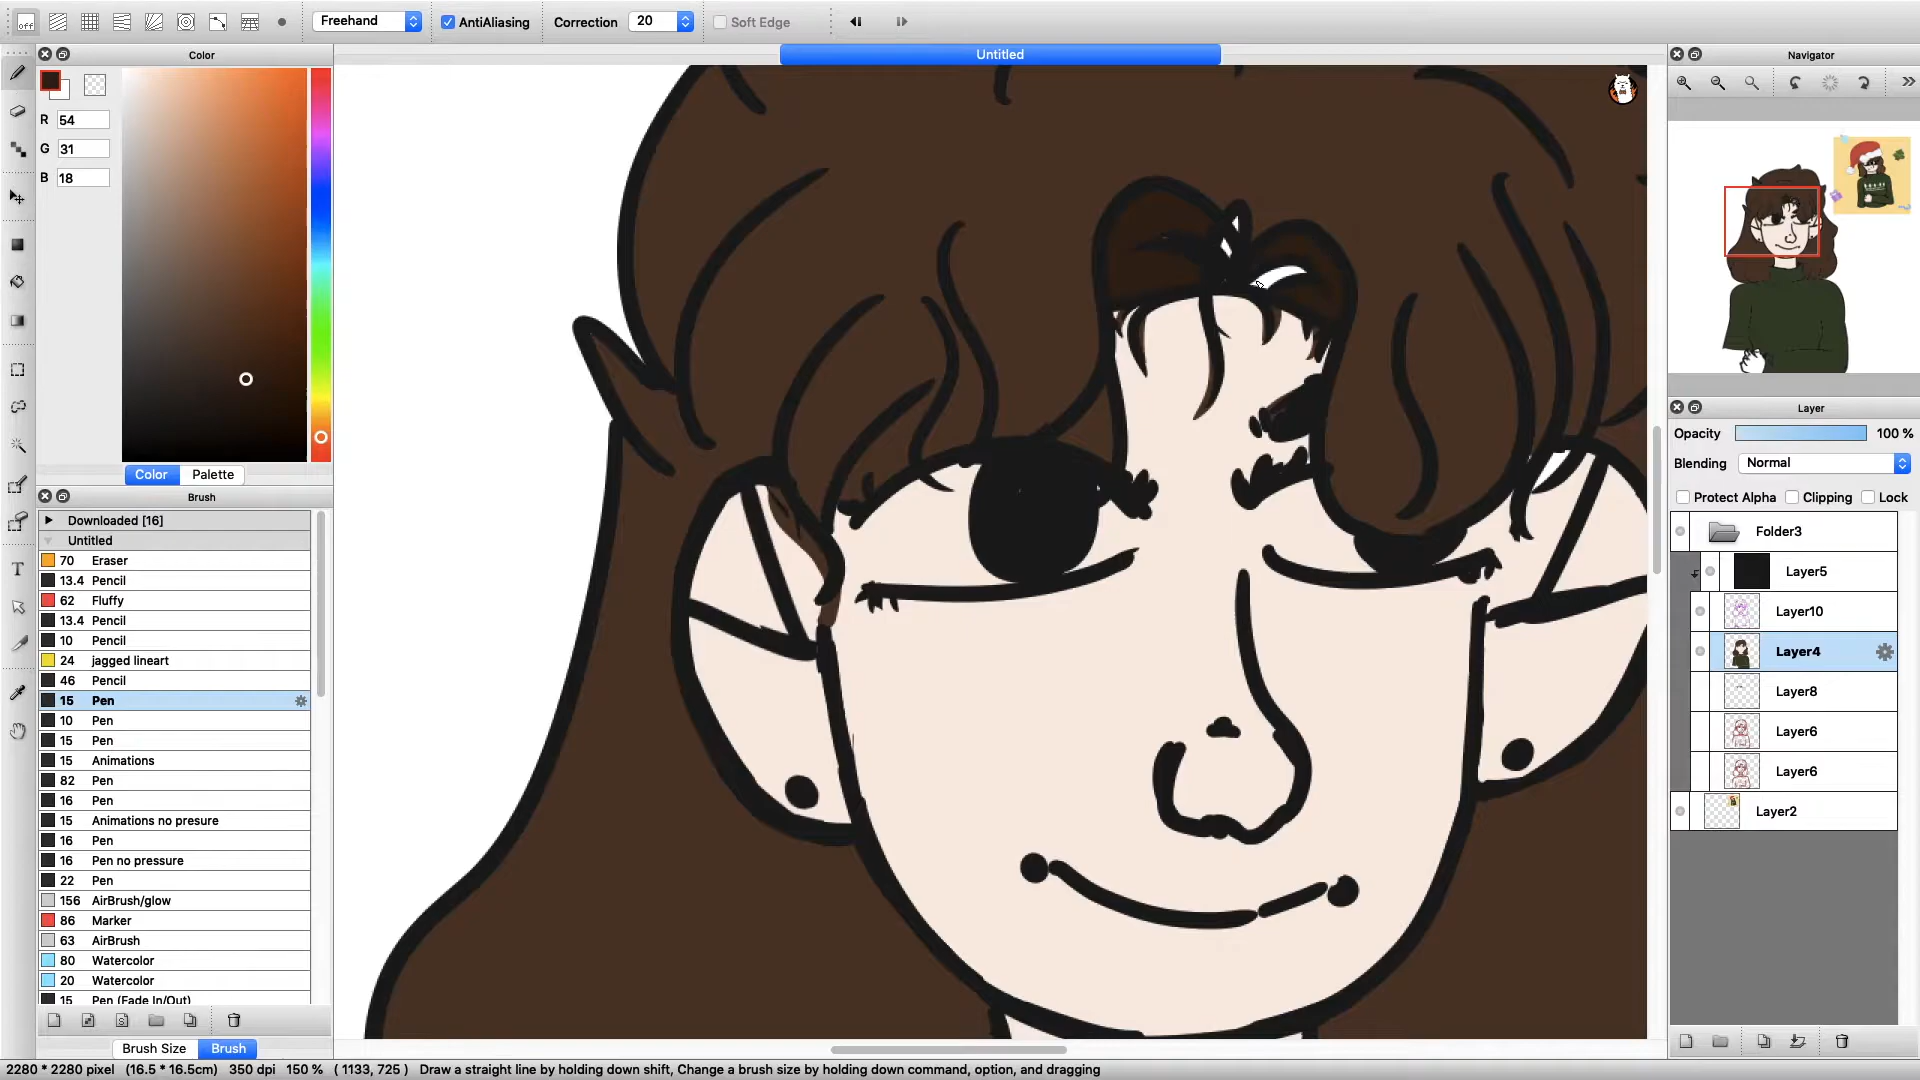 off
Freehand
AntiAliasing
Correction
20
Soft Edge
Color
Untitled
Navigator
R 54
G 31
B 18
Color
Palette
Brush
Downloaded [16]
Untitled
70 Eraser
13.4 Pencil
62 Fluffy
13.4 Pencil
10 Pencil
24 jagged lineart
46 Pencil
15 Pen
10 Pen
15 Pen
15 Animations
82 Pen
16 Pen
15 Animations no presure
16 Pen
16 Pen no pressure
22 Pen
156 AirBrush/glow
86 Marker
63 AirBrush
80 Watercolor
20 Watercolor
15 Pen (Fade In/Out)
Brush Size
Brush
Layer
Opacity 100 %
Blending Normal
Protect Alpha
Clipping
Lock
Folder3
Layer5
Layer10
Layer4
Layer8
Layer6
Layer6
Layer2
2280 * 2280 pixel (16.5 * 16.5cm) 350 dpi 150 % ( 1133, 725 ) Draw a straight line by holding down shift, Change a brush size by holding down command, option, and dragging